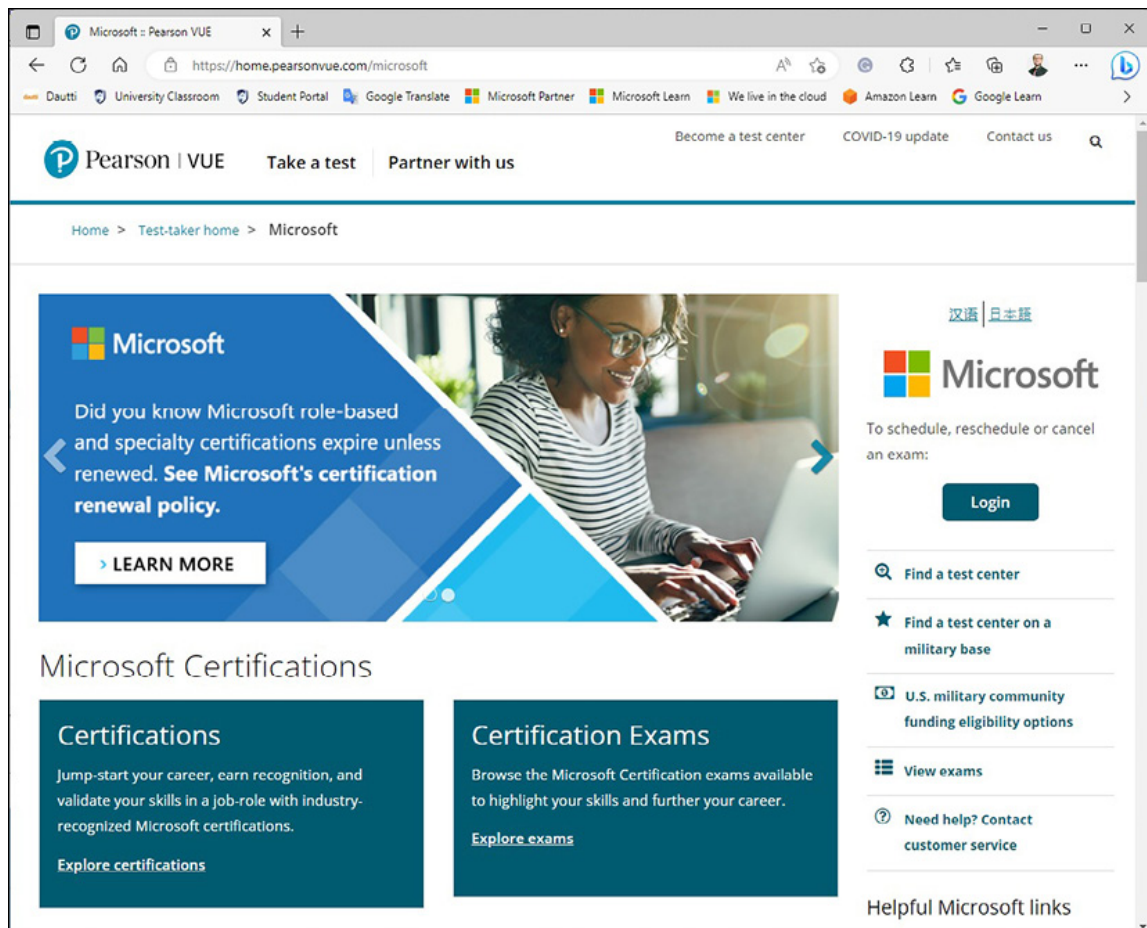 Microsoft :: Pearson VUE
https://home.pearsonvue.com/microsoft
Dautti University Classroom Student Portal Google Translate Microsoft Partner Microsoft Learn We live in the cloud Amazon Learn Google Learn
Become a test center COVID-19 update Contact us
Pearson | VUE Take a test Partner with us
Home > Test-taker home > Microsoft
Microsoft
Did you know Microsoft role-based
and specialty certifications expire unless
renewed. See Microsoft's certification
renewal policy.
> LEARN MORE
汉语 | 日本語
Microsoft
To schedule, reschedule or cancel
an exam:
Login
Find a test center
Find a test center on a
military base
U.S. military community
funding eligibility options
View exams
Need help? Contact
customer service
Helpful Microsoft links
Microsoft Certifications
Certifications
Jump-start your career, earn recognition, and
validate your skills in a job-role with industry-
recognized Microsoft certifications.
Explore certifications
Certification Exams
Browse the Microsoft Certification exams available
to highlight your skills and further your career.
Explore exams